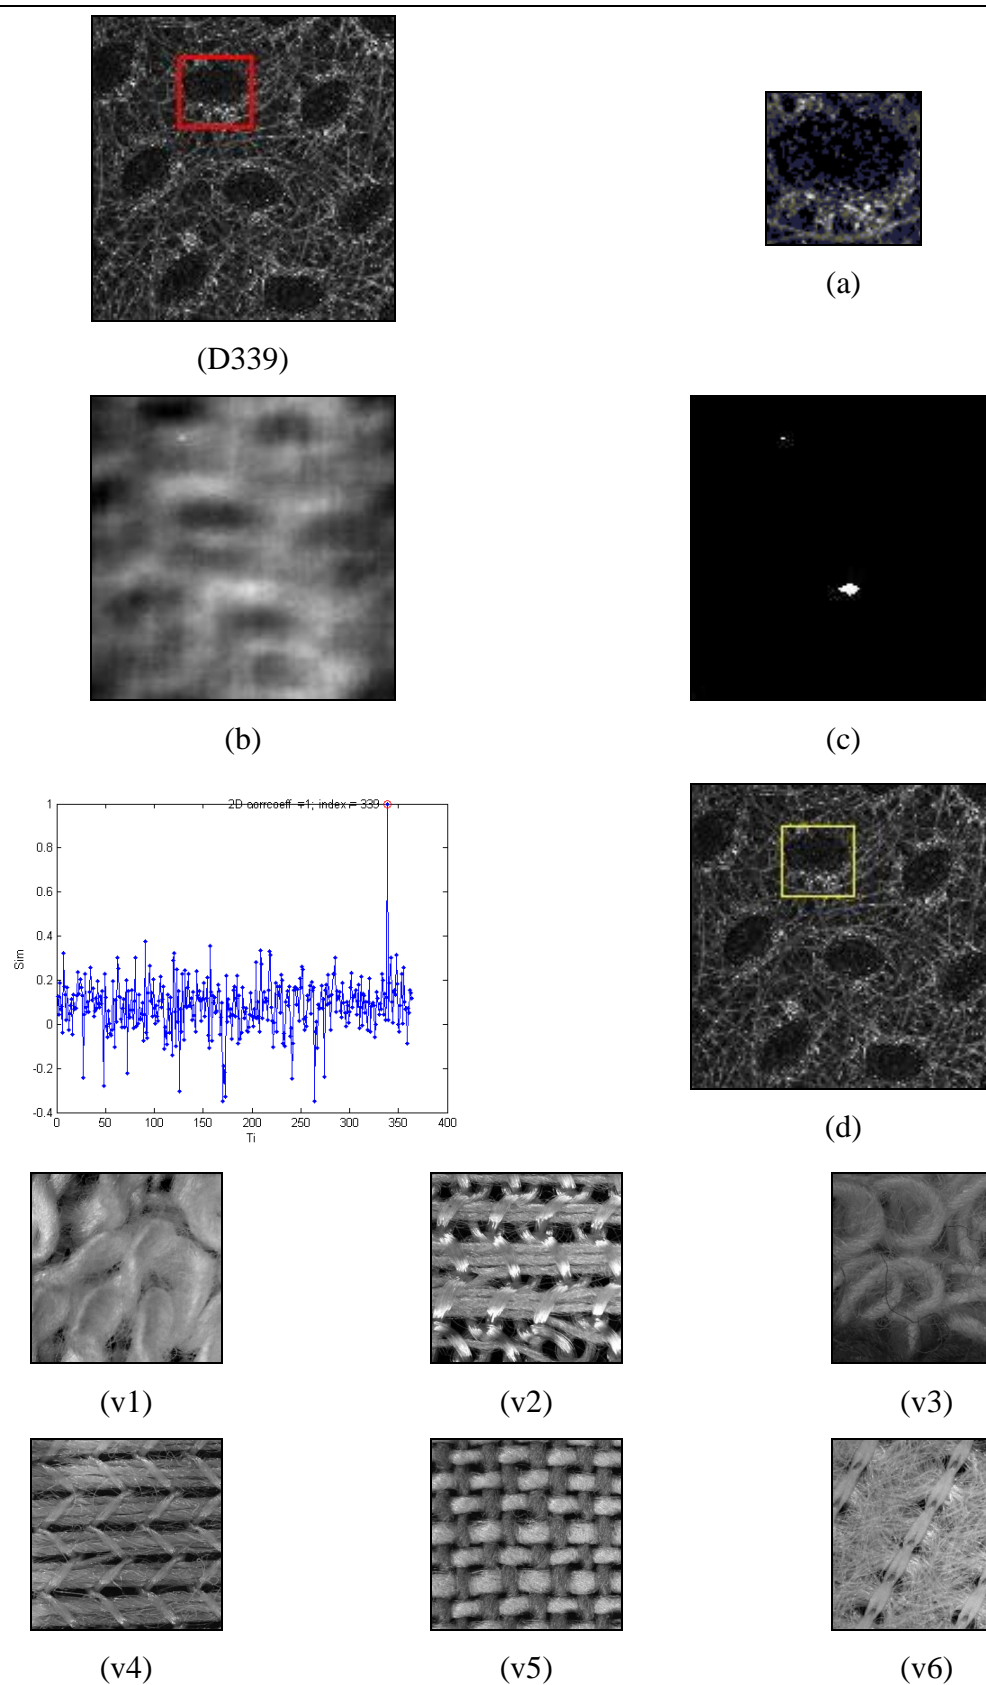 (a)
(D339)
(b)
(c)
2D corrcoeff =1; index = 339
1
0.8
0.6
0.4
0.2
0
-0.2
-0.4
Sim
0
50
100
150
200
250
300
350
400
Ti
(d)
(v1)
(v2)
(v3)
(v4)
(v5)
(v6)